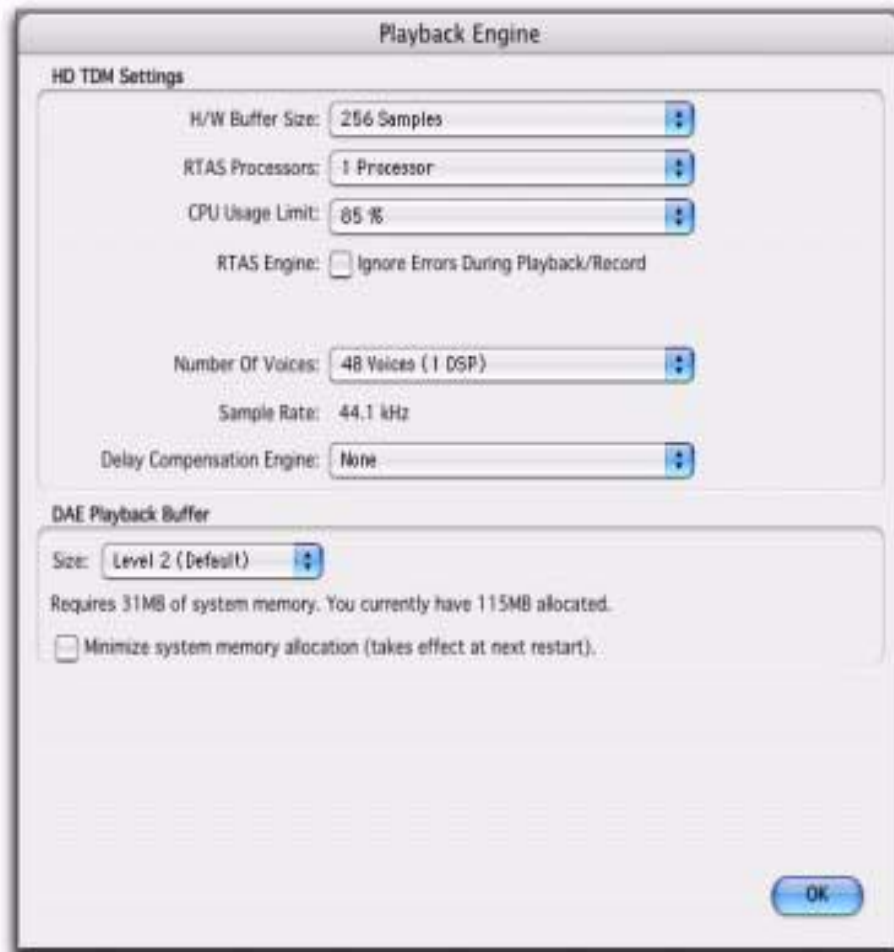 Playback Engine
HD TDM Settings
H/W Buffer Size: 256 Samples
RTAS Processors: 1 Processor
CPU Usage Limit: 85 %
RTAS Engine: Ignore Errors During Playback/Record
Number Of Voices: 48 Voices (1 DSP)
Sample Rate: 44.1 kHz
Delay Compensation Engine: None
DAE Playback Buffer
Size: Level 2 (Default)
Requires 31MB of system memory. You currently have 115MB allocated.
Minimize system memory allocation (takes effect at next restart).
OK